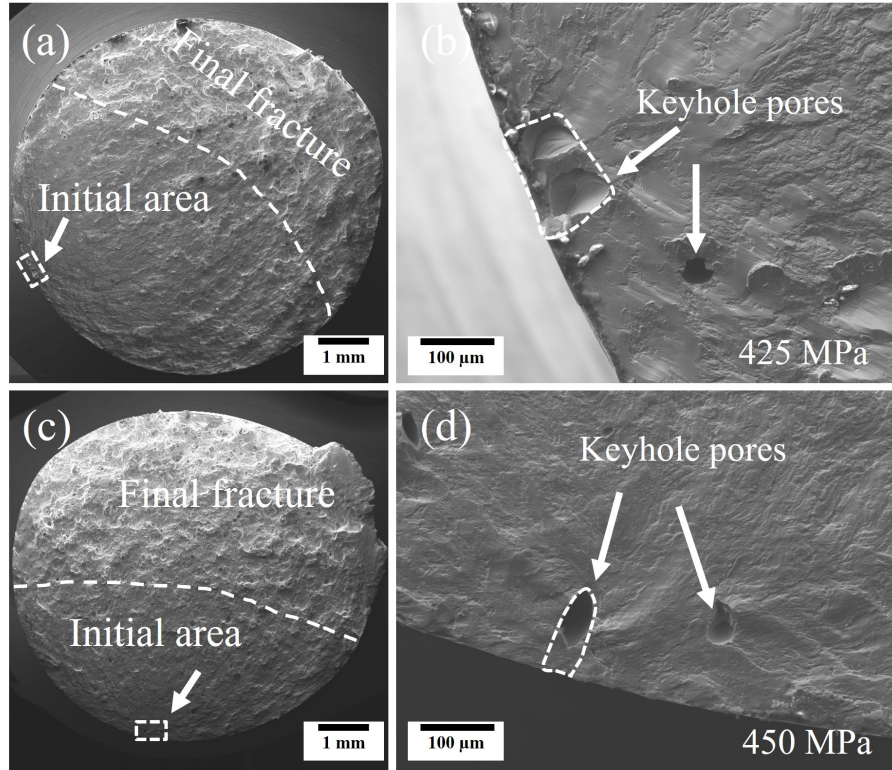 (a)
Final fracture
Initial area
1 mm
(b)
Keyhole pores
100 μm
425 MPa
(c)
Final fracture
Initial area
1 mm
(d)
Keyhole pores
100 μm
450 MPa